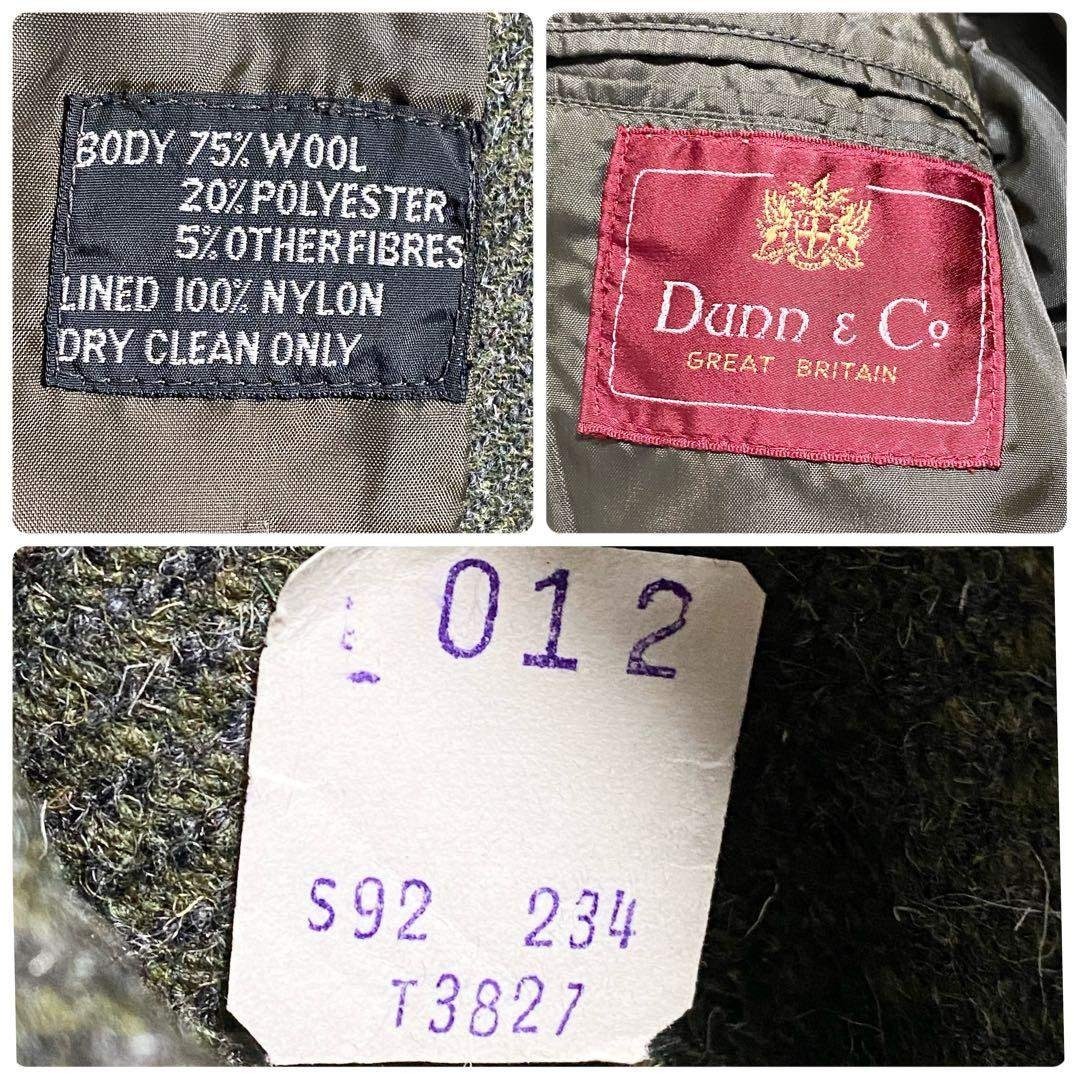 BODY 75% WOOL
20% POLYESTER
5% OTHER FIBRES
LINED 100% NYLON
DRY CLEAN ONLY
Dunn & Co
GREAT BRITAIN
012
S92 234
T3827